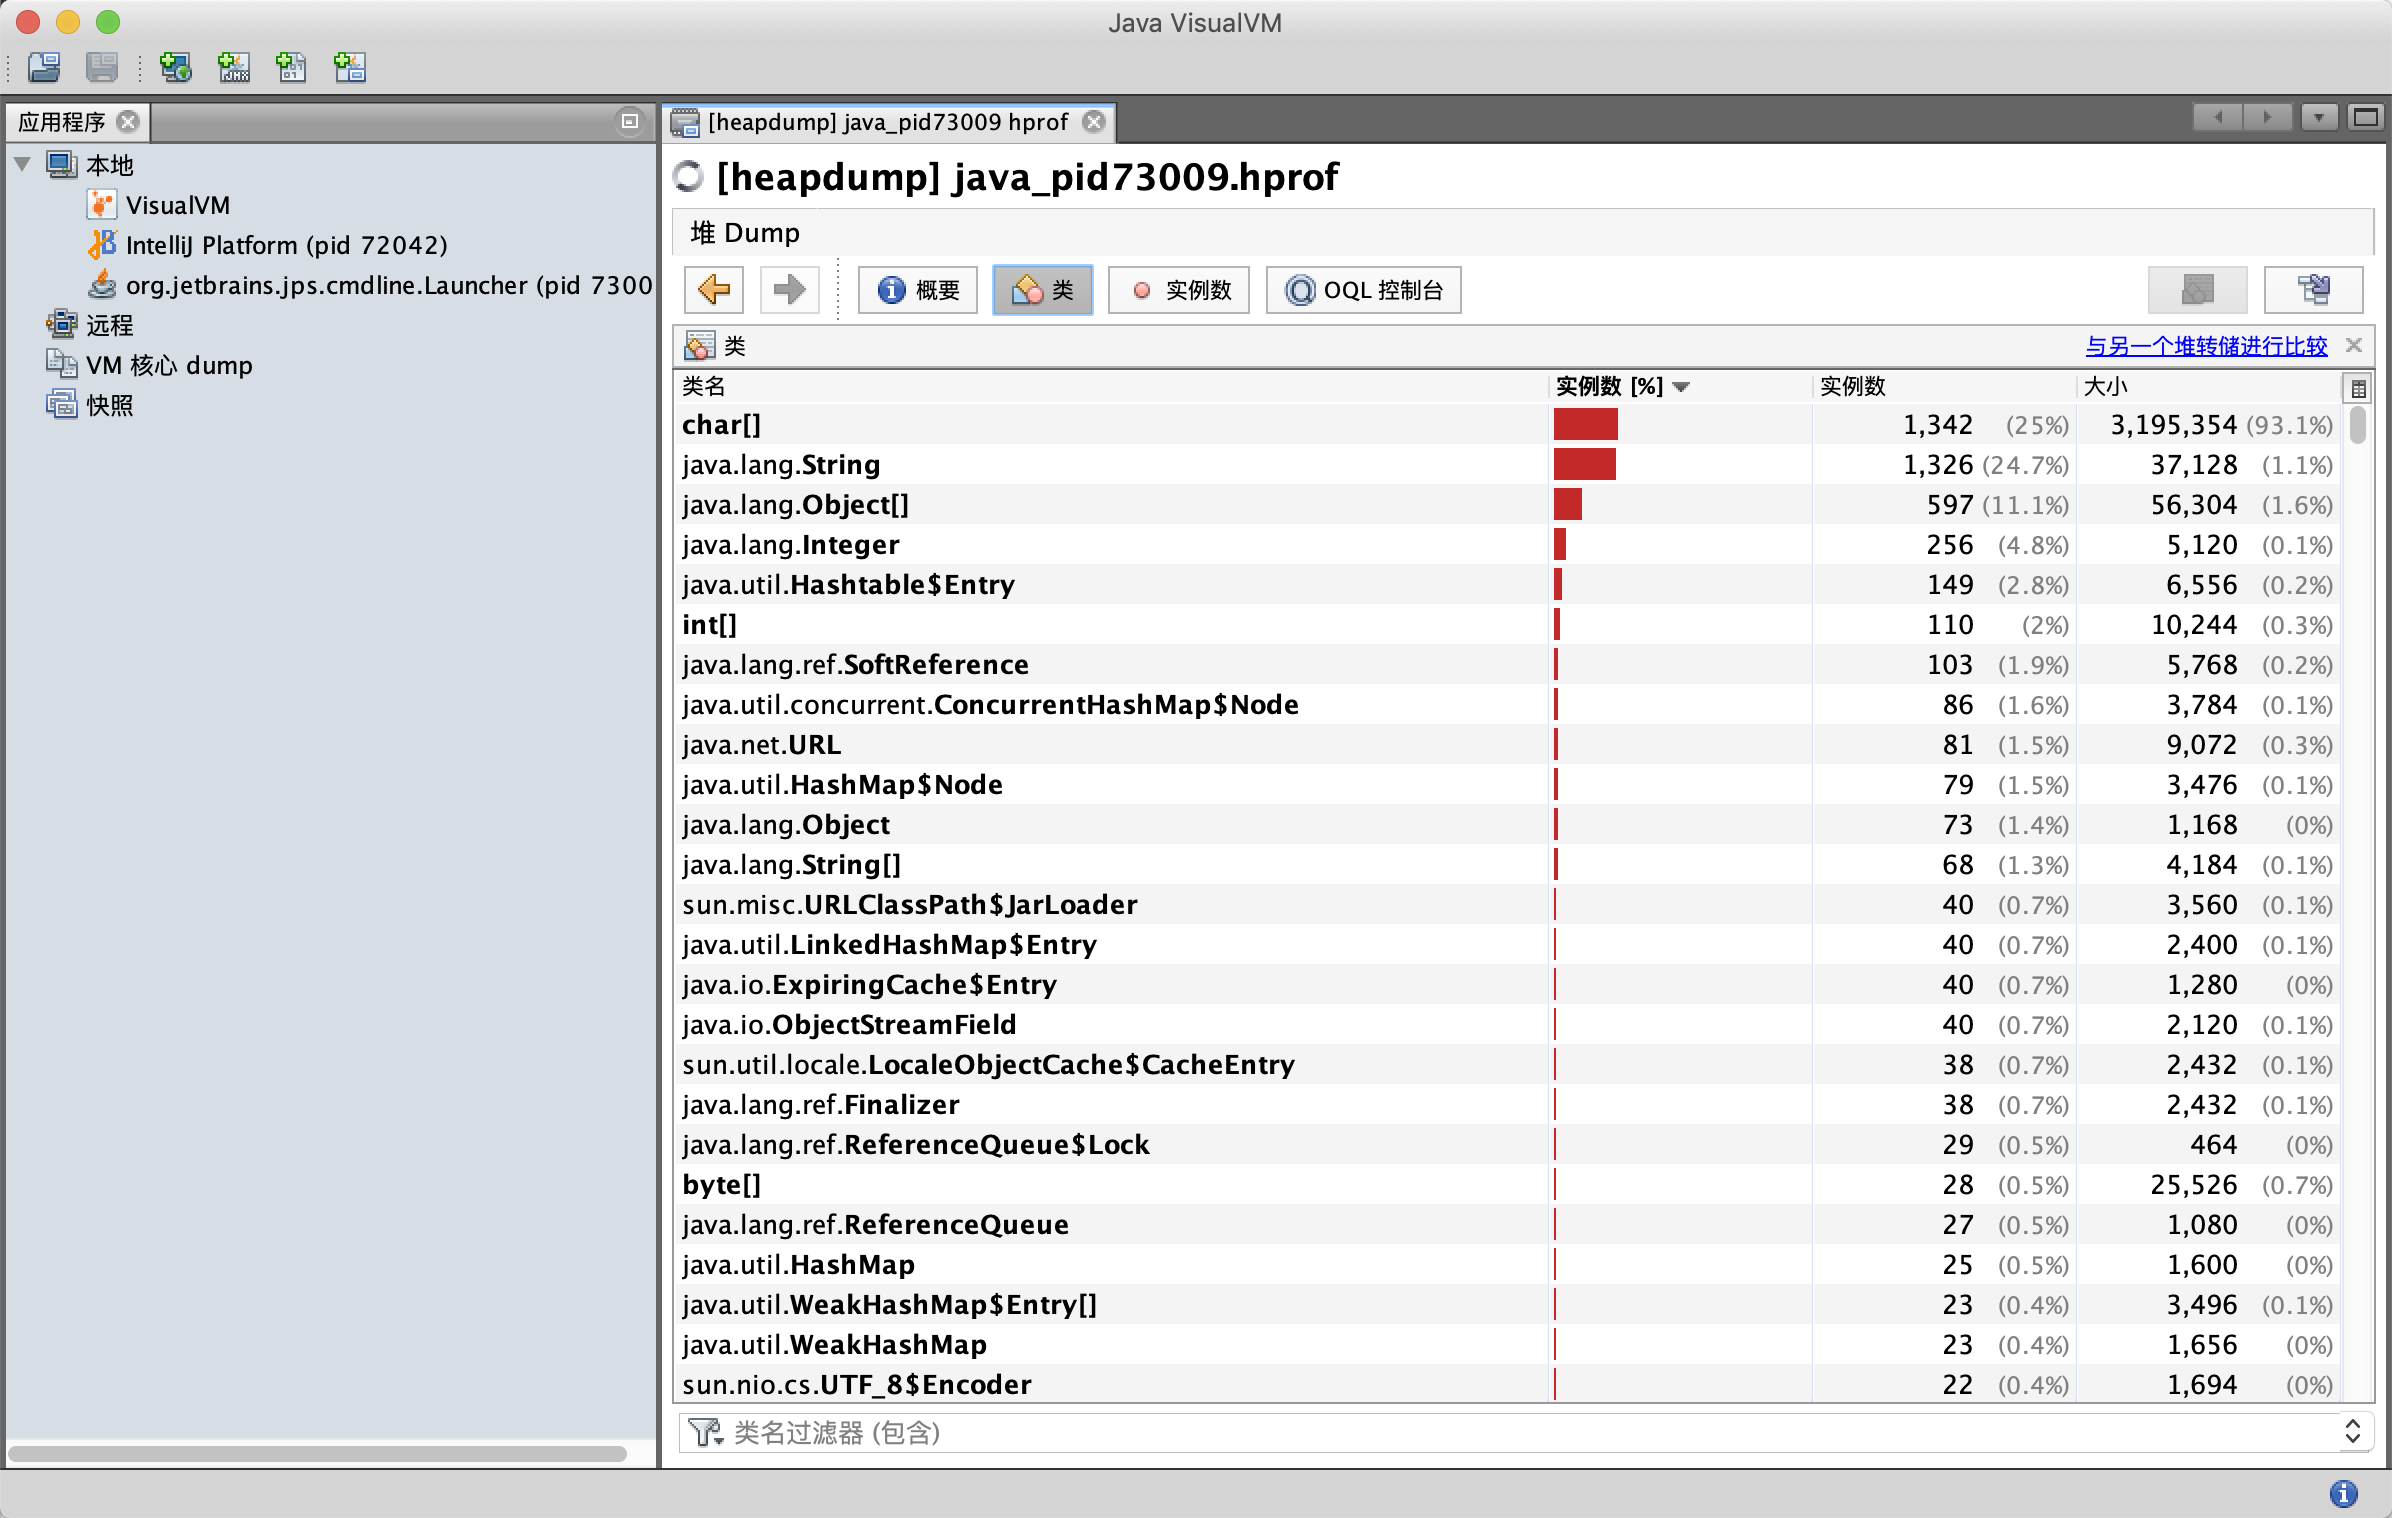 Java VisualVM
应用程序
本地
VisualVM
IntelliJ Platform (pid 72042)
org.jetbrains.jps.cmdline.Launcher (pid 7300
远程
VM 核心 dump
快照
[heapdump] java_pid73009 hprof
[heapdump] java_pid73009.hprof
堆 Dump
概要 类 实例数 OQL 控制台
类 与另一个堆转储进行比较
类名 实例数 [%] 实例数 大小
char[] 1,342 (25%) 3,195,354 (93.1%)
java.lang.String 1,326 (24.7%) 37,128 (1.1%)
java.lang.Object[] 597 (11.1%) 56,304 (1.6%)
java.lang.Integer 256 (4.8%) 5,120 (0.1%)
java.util.Hashtable$Entry 149 (2.8%) 6,556 (0.2%)
int[] 110 (2%) 10,244 (0.3%)
java.lang.ref.SoftReference 103 (1.9%) 5,768 (0.2%)
java.util.concurrent.ConcurrentHashMap$Node 86 (1.6%) 3,784 (0.1%)
java.net.URL 81 (1.5%) 9,072 (0.3%)
java.util.HashMap$Node 79 (1.5%) 3,476 (0.1%)
java.lang.Object 73 (1.4%) 1,168 (0%)
java.lang.String[] 68 (1.3%) 4,184 (0.1%)
sun.misc.URLClassPath$JarLoader 40 (0.7%) 3,560 (0.1%)
java.util.LinkedHashMap$Entry 40 (0.7%) 2,400 (0.1%)
java.io.ExpiringCache$Entry 40 (0.7%) 1,280 (0%)
java.io.ObjectStreamField 40 (0.7%) 2,120 (0.1%)
sun.util.locale.LocaleObjectCache$CacheEntry 38 (0.7%) 2,432 (0.1%)
java.lang.ref.Finalizer 38 (0.7%) 2,432 (0.1%)
java.lang.ref.ReferenceQueue$Lock 29 (0.5%) 464 (0%)
byte[] 28 (0.5%) 25,526 (0.7%)
java.lang.ref.ReferenceQueue 27 (0.5%) 1,080 (0%)
java.util.HashMap 25 (0.5%) 1,600 (0%)
java.util.WeakHashMap$Entry[] 23 (0.4%) 3,496 (0.1%)
java.util.WeakHashMap 23 (0.4%) 1,656 (0%)
sun.nio.cs.UTF_8$Encoder 22 (0.4%) 1,694 (0%)
类名过滤器 (包含)